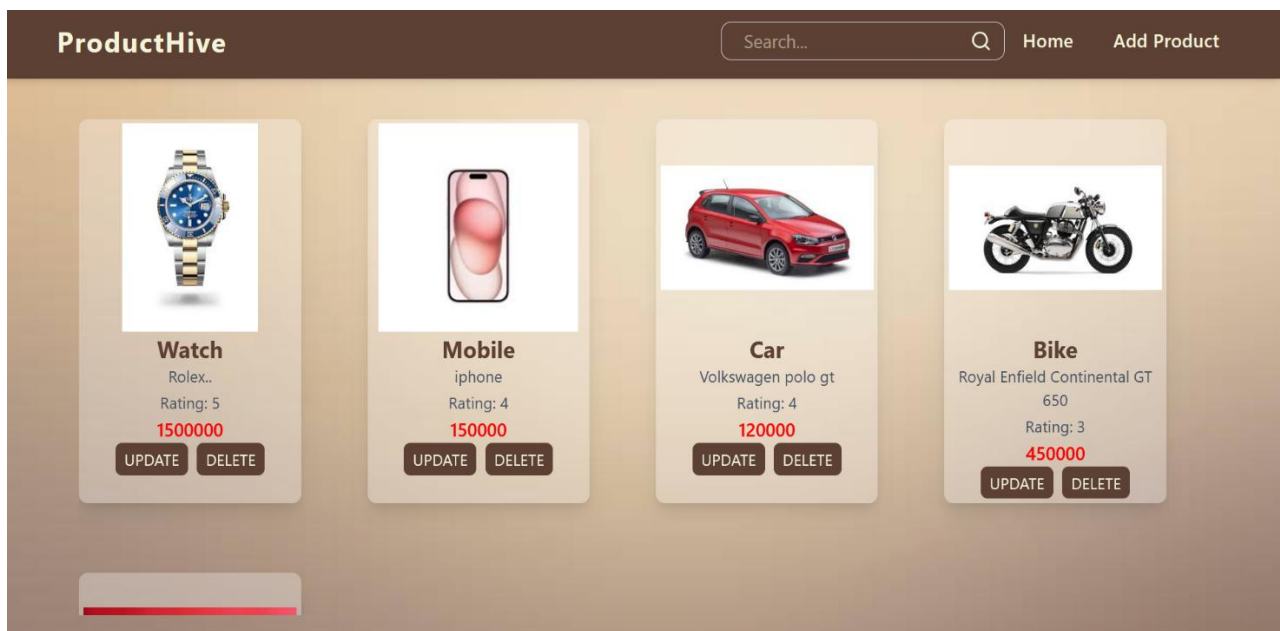 ProductHive
Search...
Home
Add Product
Watch
Rolex..
Rating: 5
1500000
UPDATE DELETE
Mobile
iphone
Rating: 4
150000
UPDATE DELETE
Car
Volkswagen polo gt
Rating: 4
120000
UPDATE DELETE
Bike
Royal Enfield Continental GT
650
Rating: 3
450000
UPDATE DELETE